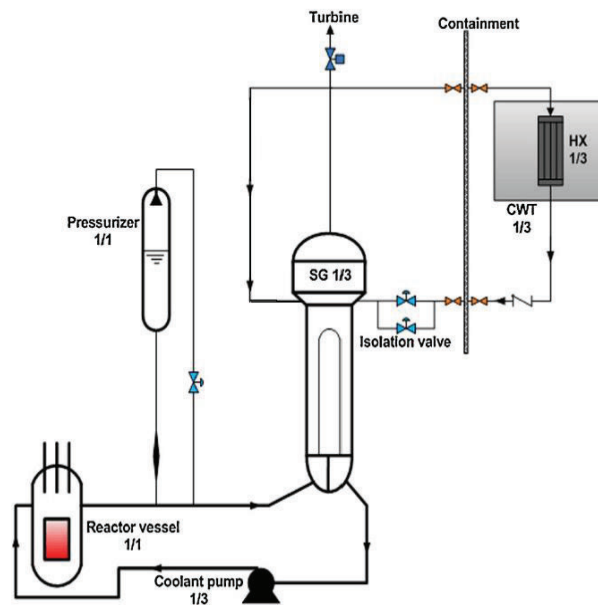 Turbine
Containment
HX
1/3
CWT
1/3
Pressurizer
1/1
SG 1/3
Isolation valve
Reactor vessel
1/1
Coolant pump
1/3